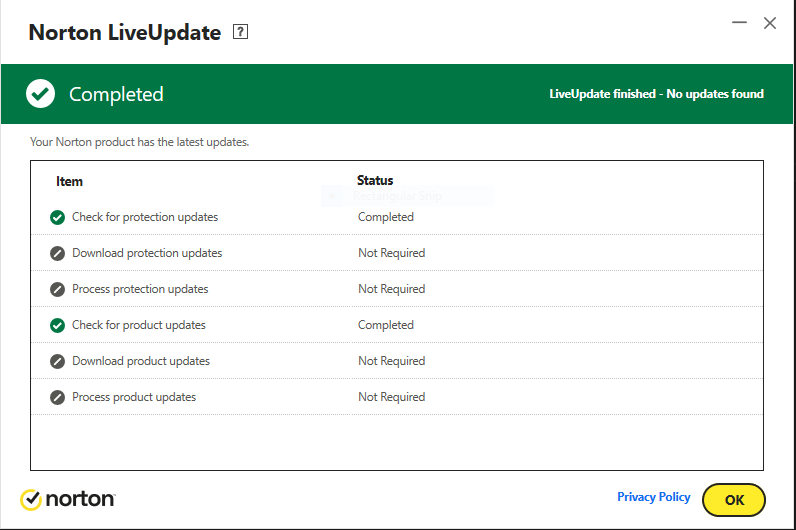 Norton LiveUpdate ?
Completed
LiveUpdate finished - No updates found
Your Norton product has the latest updates.
Item Status
Rectangular Snip
Check for protection updates Completed
Download protection updates Not Required
Process protection updates Not Required
Check for product updates Completed
Download product updates Not Required
Process product updates Not Required
norton
Privacy Policy
OK